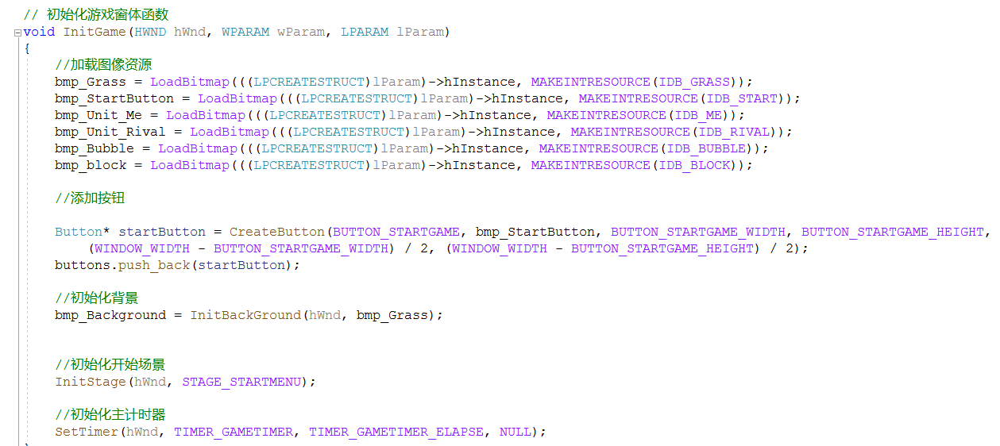 // 初始化游戏窗体函数
void InitGame(HWND hWnd, WPARAM wParam, LPARAM lParam)
{
//加载图像资源
bmp_Grass = LoadBitmap(((LPCREATESTRUCT)lParam)->hInstance, MAKEINTRESOURCE(IDB_GRASS));
bmp_StartButton = LoadBitmap(((LPCREATESTRUCT)lParam)->hInstance, MAKEINTRESOURCE(IDB_START));
bmp_Unit_Me = LoadBitmap(((LPCREATESTRUCT)lParam)->hInstance, MAKEINTRESOURCE(IDB_ME));
bmp_Unit_Rival = LoadBitmap(((LPCREATESTRUCT)lParam)->hInstance, MAKEINTRESOURCE(IDB_RIVAL));
bmp_Bubble = LoadBitmap(((LPCREATESTRUCT)lParam)->hInstance, MAKEINTRESOURCE(IDB_BUBBLE));
bmp_block = LoadBitmap(((LPCREATESTRUCT)lParam)->hInstance, MAKEINTRESOURCE(IDB_BLOCK));
//添加按钮
Button* startButton = CreateButton(BUTTON_STARTGAME, bmp_StartButton, BUTTON_STARTGAME_WIDTH, BUTTON_STARTGAME_HEIGHT,
(WINDOW_WIDTH - BUTTON_STARTGAME_WIDTH) / 2, (WINDOW_WIDTH - BUTTON_STARTGAME_HEIGHT) / 2);
buttons.push_back(startButton);
//初始化背景
bmp_Background = InitBackGround(hWnd, bmp_Grass);
//初始化开始场景
InitStage(hWnd, STAGE_STARTMENU);
//初始化主计时器
SetTimer(hWnd, TIMER_GAMETIMER, TIMER_GAMETIMER_ELAPSE, NULL);